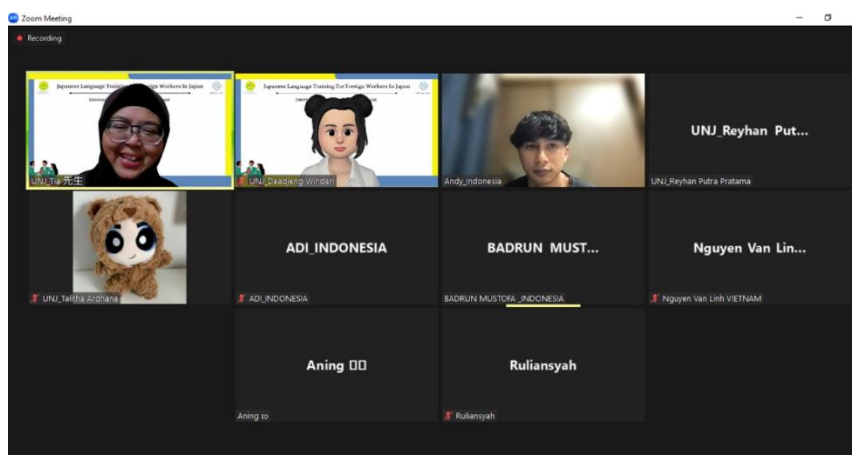 Zoom Meeting
Recording
Japanese Language Training
Foreign Workers In Japan
UNJ_Tia 先生
Japanese Language Training For Foreign Workers In Japan
UNJ_Deadjeng Windari
Andy_Indonesia
UNJ_Reyhan Put...
UNJ_Reyhan Putra Pratama
UNJ_Talitha Ardhana
ADI_INDONESIA
ADI_INDONESIA
BADRUN MUST...
BADRUN MUSTOFA _INDONESIA
Nguyen Van Lin...
Nguyen Van Linh VIETNAM
Aning
Aning
Ruliansyah
Ruliansyah